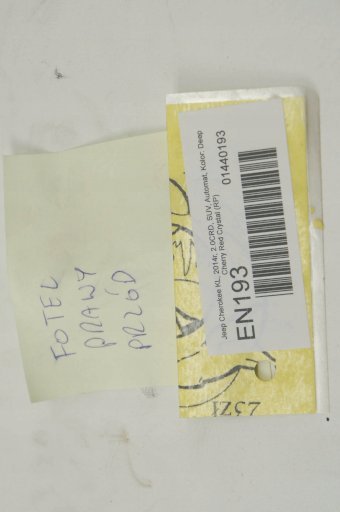 FOTEL
PRAWY
PRZÓD
Jeep Cherokee KL, 2014r, 2.0CRD, SUV, Automat, Kolor: Deep
Cherry Red Crystal (RP)
EN193
01440193